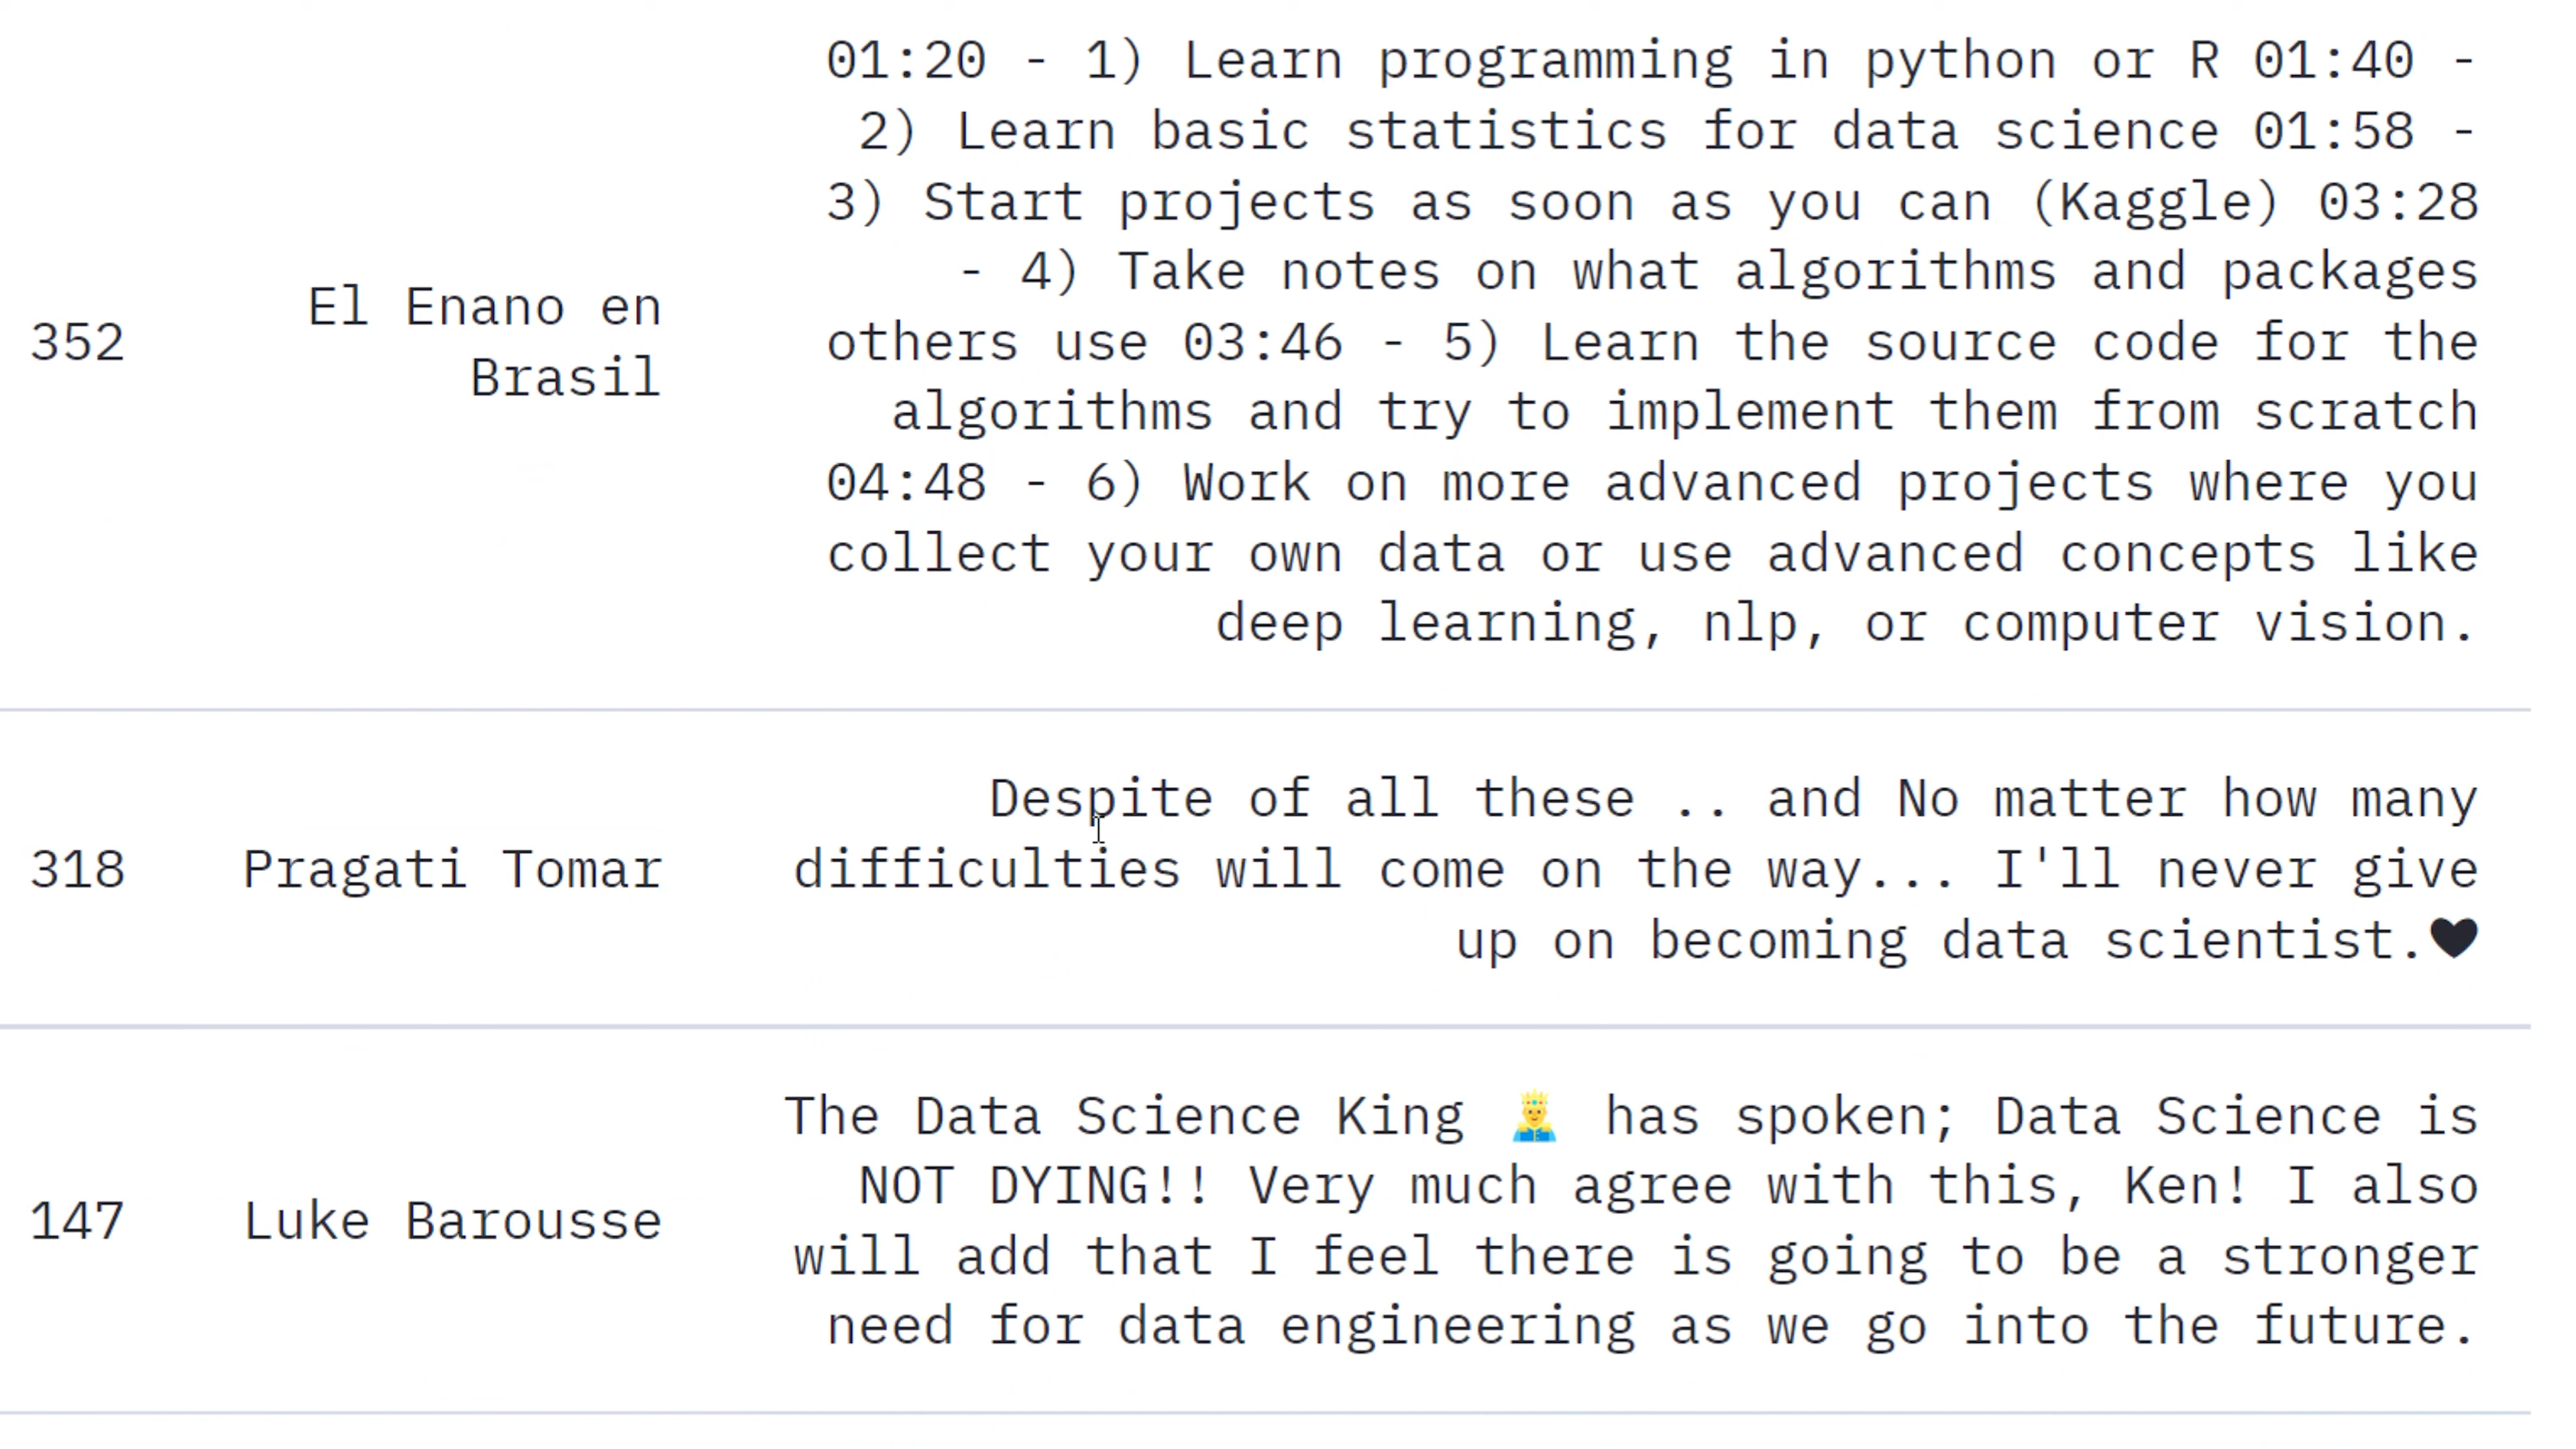 01:20 - 1) Learn programming in python or R 01:40 -
2) Learn basic statistics for data science 01:58 -
3) Start projects as soon as you can (Kaggle) 03:28
- 4) Take notes on what algorithms and packages
others use 03:46 - 5) Learn the source code for the
algorithms and try to implement them from scratch
04:48 - 6) Work on more advanced projects where you
collect your own data or use advanced concepts like
deep learning, nlp, or computer vision.
352
El Enano en
Brasil
Despite of all these .. and No matter how many
318 Pragati Tomar difficulties will come on the way... I'll never give
up on becoming data scientist.🖤
The Data Science King 🤴 has spoken; Data Science is
NOT DYING!! Very much agree with this, Ken! I also
147 Luke Barousse
will add that I feel there is going to be a stronger
need for data engineering as we go into the future.